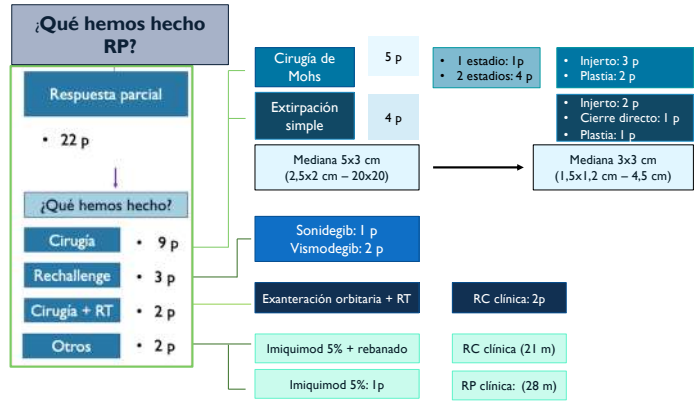 ¿Qué hemos hecho
RP?
Respuesta parcial
• 22 p
¿Qué hemos hecho?
Cirugía
• 9 p
Rechallenge
• 3 p
Cirugía + RT
• 2 p
Otros
• 2 p
Cirugía de
Mohs
5 p
• 1 estadio: 1p
• 2 estadios: 4 p
• Injerto: 3 p
• Plastia: 2 p
Extirpación
simple
4 p
• Injerto: 2 p
• Cierre directo: 1 p
• Plastia: 1 p
Mediana 5x3 cm
(2,5x2 cm – 20x20)
Mediana 3x3 cm
(1,5x1,2 cm – 4,5 cm)
Sonidegib: 1 p
Vismodegib: 2 p
Exanteración orbitaria + RT
RC clínica: 2p
Imiquimod 5% + rebanado
RC clínica (21 m)
Imiquimod 5%: 1p
RP clínica: (28 m)